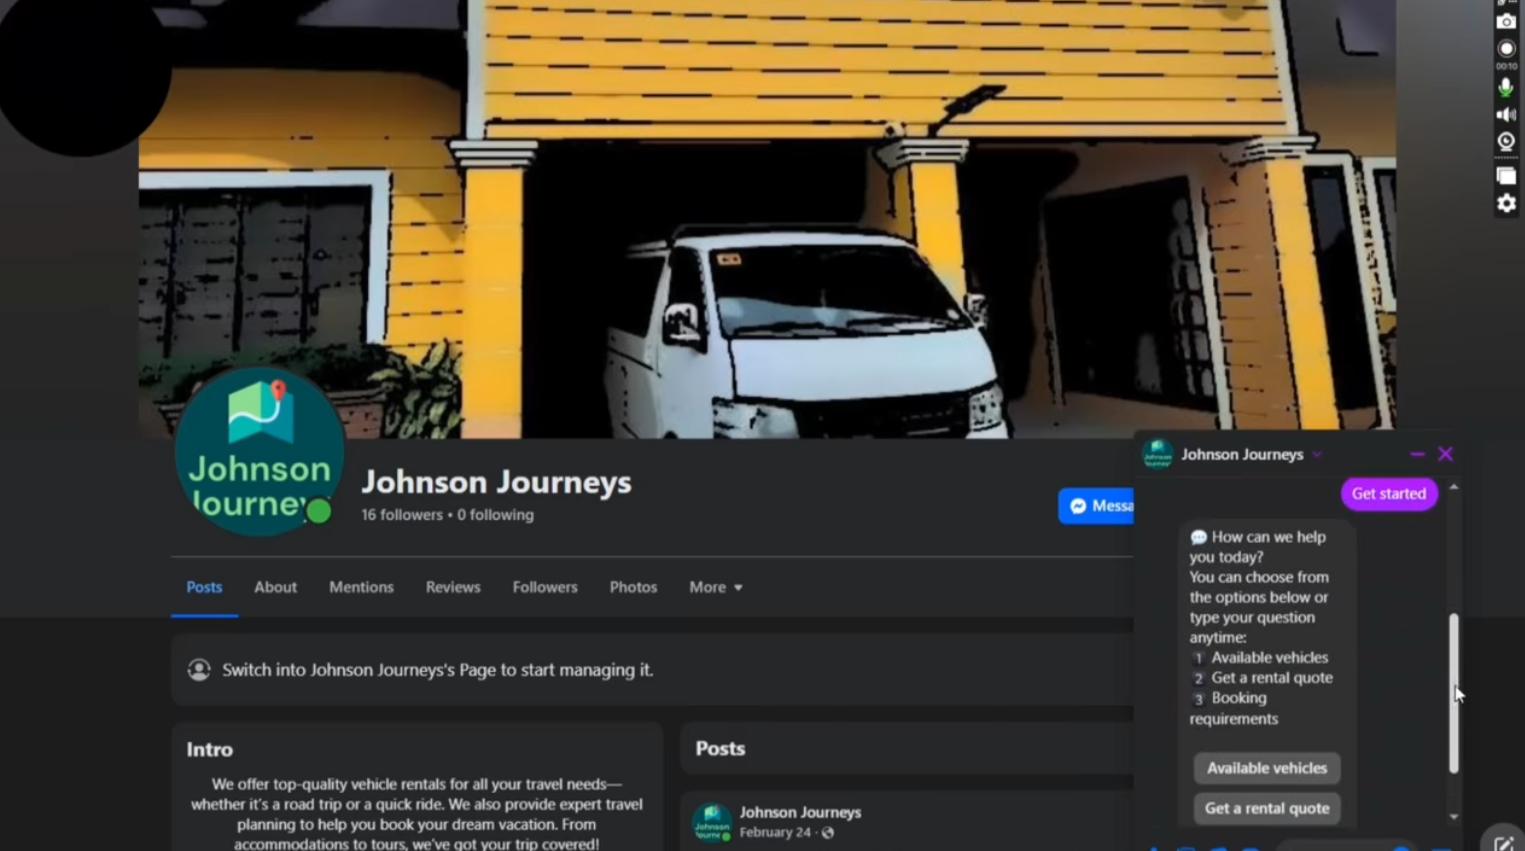 00:10
Johnson
Journey
Johnson Journeys
16 followers • 0 following
Messa
Posts
About
Mentions
Reviews
Followers
Photos
More
Switch into Johnson Journeys's Page to start managing it.
Intro
We offer top-quality vehicle rentals for all your travel needs—
whether it's a road trip or a quick ride. We also provide expert travel
planning to help you book your dream vacation. From
accommodations to tours, we've got your trip covered!
Posts
Johnson Journeys
February 24 ·
Johnson Journeys
Get started
💬 How can we help
you today?
You can choose from
the options below or
type your question
anytime:
1 Available vehicles
2 Get a rental quote
3 Booking
requirements
Available vehicles
Get a rental quote